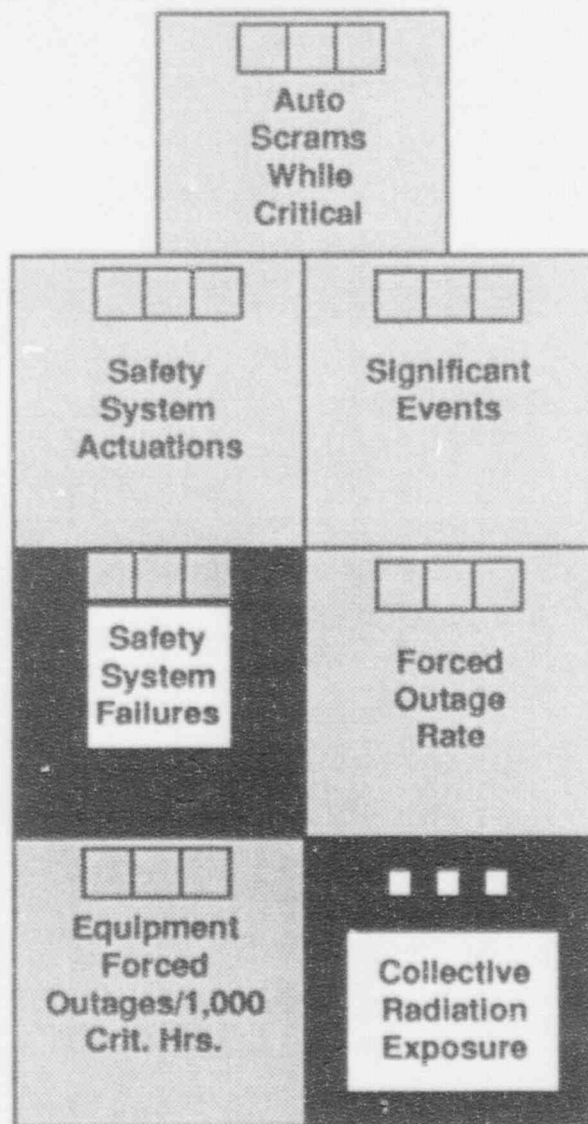 Auto
Scrams
While
Critical
Safety
System
Actuations
Significant
Events
Safety
System
Failures
Forced
Outage
Rate
Equipment
Forced
Outages/1,000
Crit. Hrs.
Collective
Radiation
Exposure